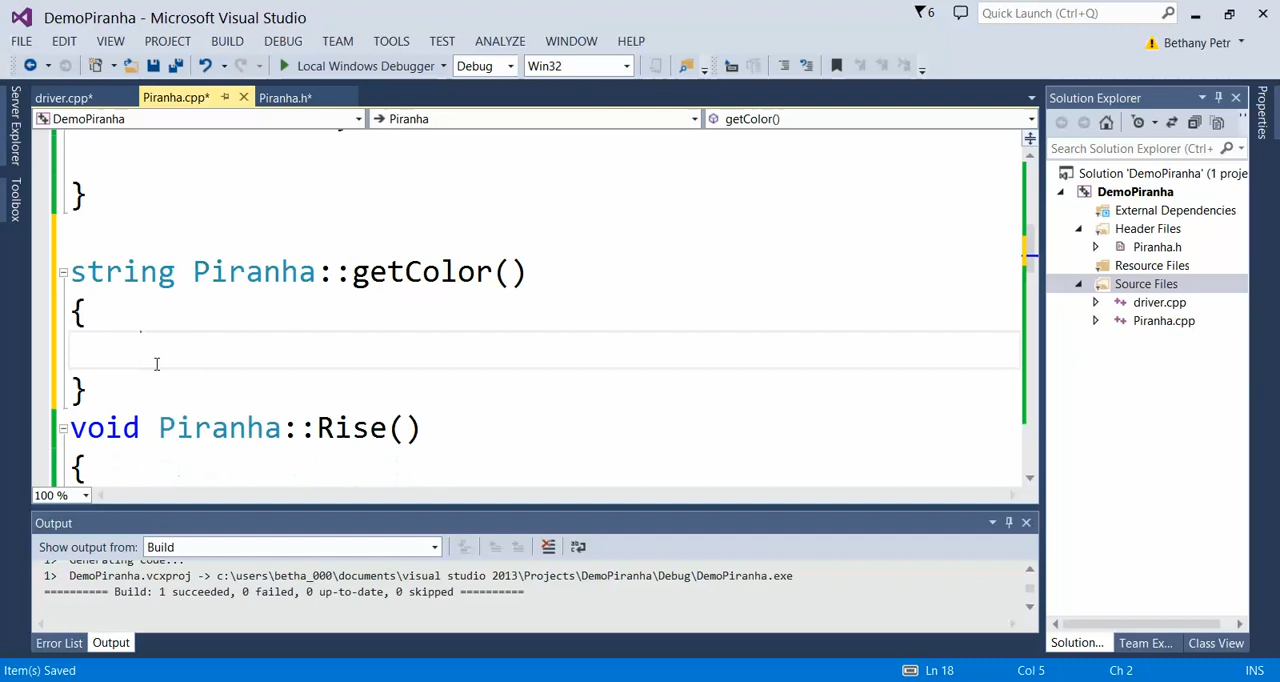 DemoPiranha - Microsoft Visual Studio
6
Quick Launch (Ctrl+Q)
FILE EDIT VIEW PROJECT BUILD DEBUG TEAM TOOLS TEST ANALYZE WINDOW HELP
Bethany Petr
Local Windows Debugger Debug Win32
Server Explorer
Toolbox
driver.cpp* Piranha.cpp* Piranha.h*
DemoPiranha Piranha getColor()
}
string Piranha::getColor()
{
}
void Piranha::Rise()
{
100 %
Solution Explorer
Search Solution Explorer (Ctrl+
Solution 'DemoPiranha' (1 proje
DemoPiranha
External Dependencies
Header Files
Piranha.h
Resource Files
Source Files
driver.cpp
Piranha.cpp
Properties
Output
Show output from: Build
1> Generating code...
1> DemoPiranha.vcxproj -> c:\users\betha_000\documents\visual studio 2013\Projects\DemoPiranha\Debug\DemoPiranha.exe
========== Build: 1 succeeded, 0 failed, 0 up-to-date, 0 skipped ==========
Error List Output
Solution... Team Ex... Class View
Item(s) Saved Ln 18 Col 5 Ch 2 INS